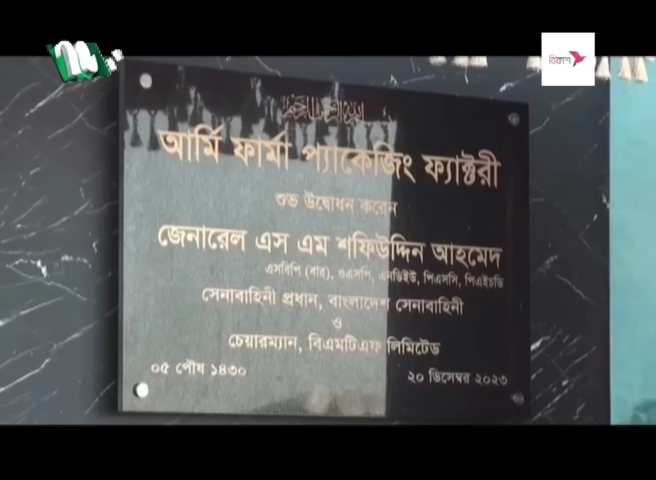 বিকাশ
আর্মি ফার্মা প্যাকেজিং ফ্যাক্টরী
শুভ উদ্বোধন করেন
জেনারেল এস এম শফিউদ্দিন আহমেদ
এসবিপি (বার), ওএসপি, এনডিইউ, পিএসসি, পিএইচডি
সেনাবাহিনী প্রধান, বাংলাদেশ সেনাবাহিনী
ও
চেয়ারম্যান, বিএমটিএফ লিমিটেড
০৫ পৌষ ১৪৩০
২০ ডিসেম্বর ২০২৩